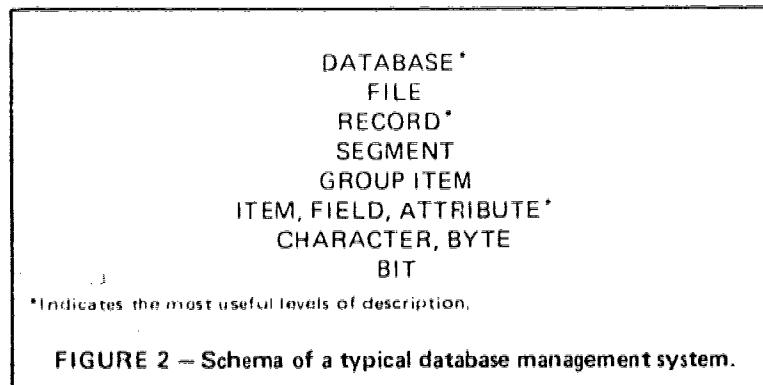 DATABASE*
FILE
RECORD*
SEGMENT
GROUP ITEM
ITEM, FIELD, ATTRIBUTE*
CHARACTER, BYTE
BIT
*Indicates the most useful levels of description.
FIGURE 2 — Schema of a typical database management system.